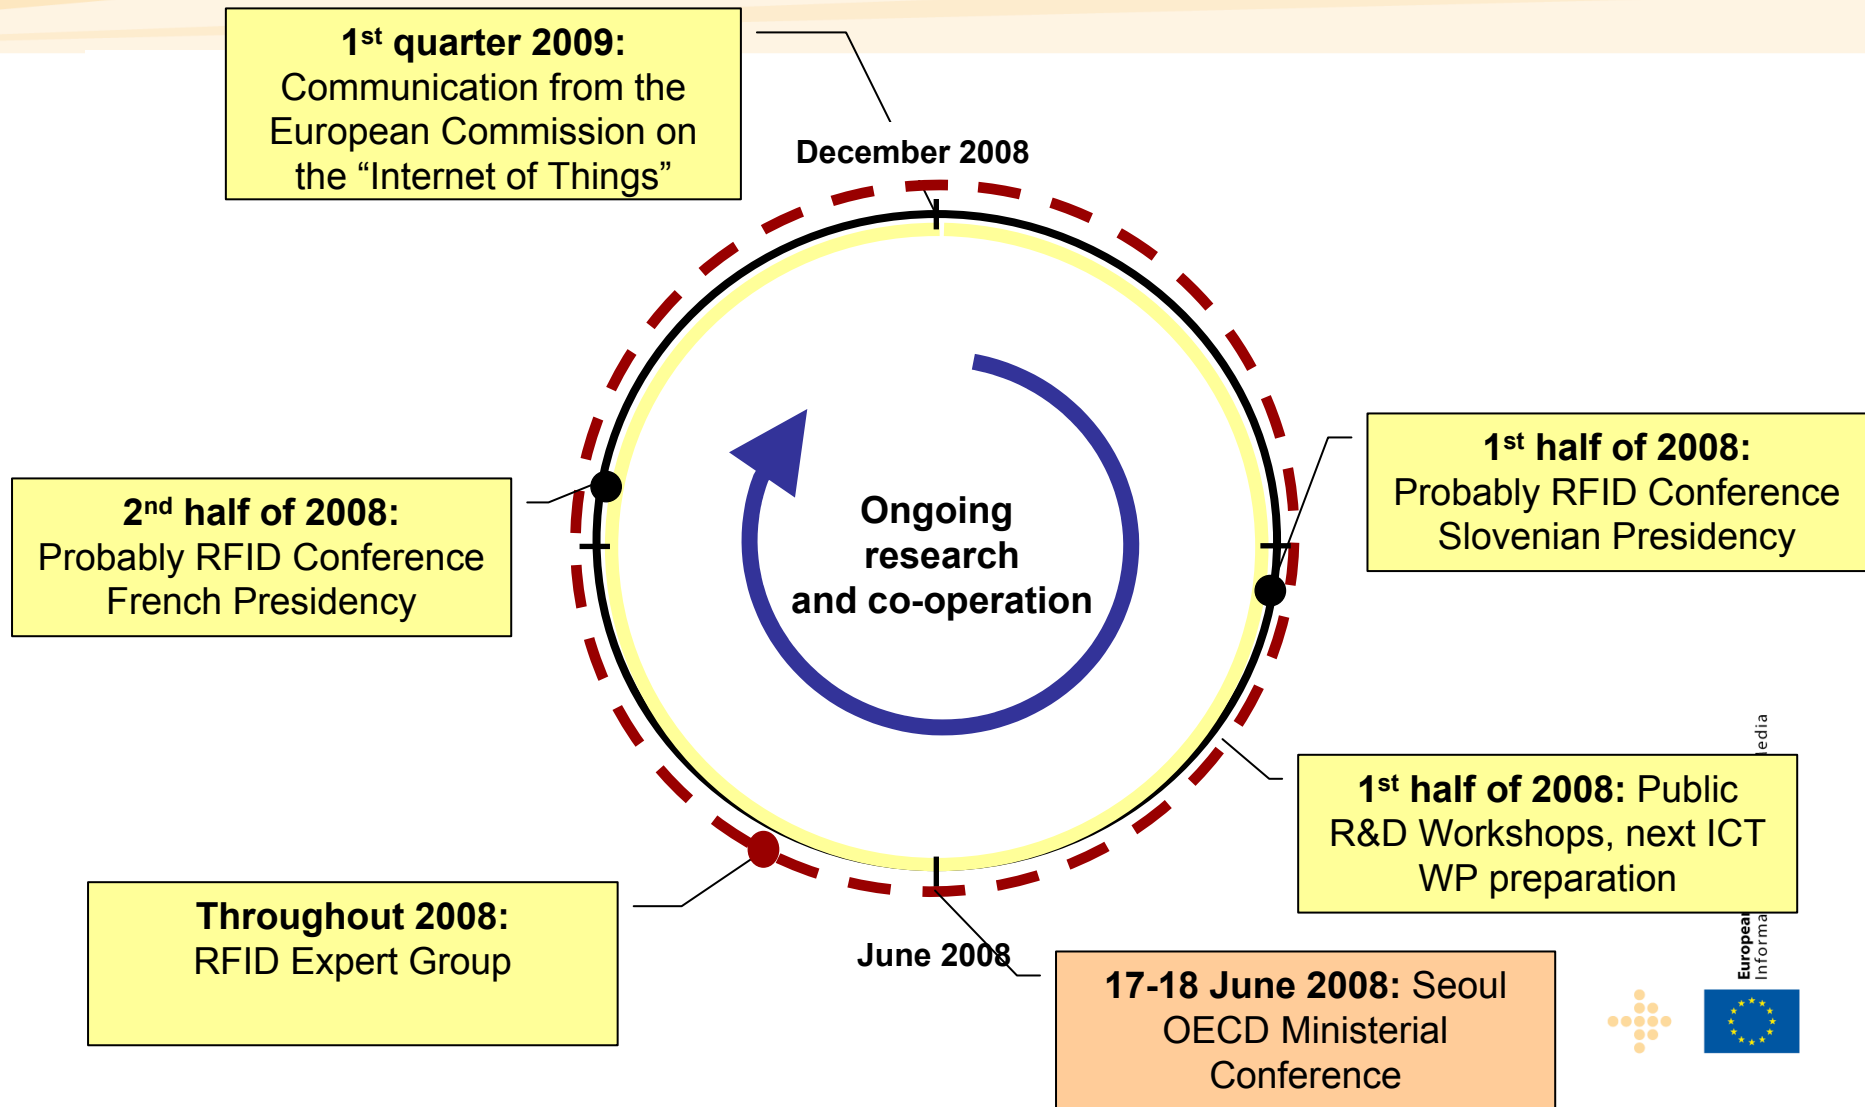 1st quarter 2009:
Communication from the
European Commission on
the “Internet of Things”
December 2008
1st half of 2008:
Probably RFID Conference
Slovenian Presidency
2nd half of 2008:
Probably RFID Conference
French Presidency
Ongoing
research
and co-operation
1st half of 2008: Public
R&D Workshops, next ICT
WP preparation
Throughout 2008:
RFID Expert Group
June 2008
17-18 June 2008: Seoul
OECD Ministerial
Conference
European